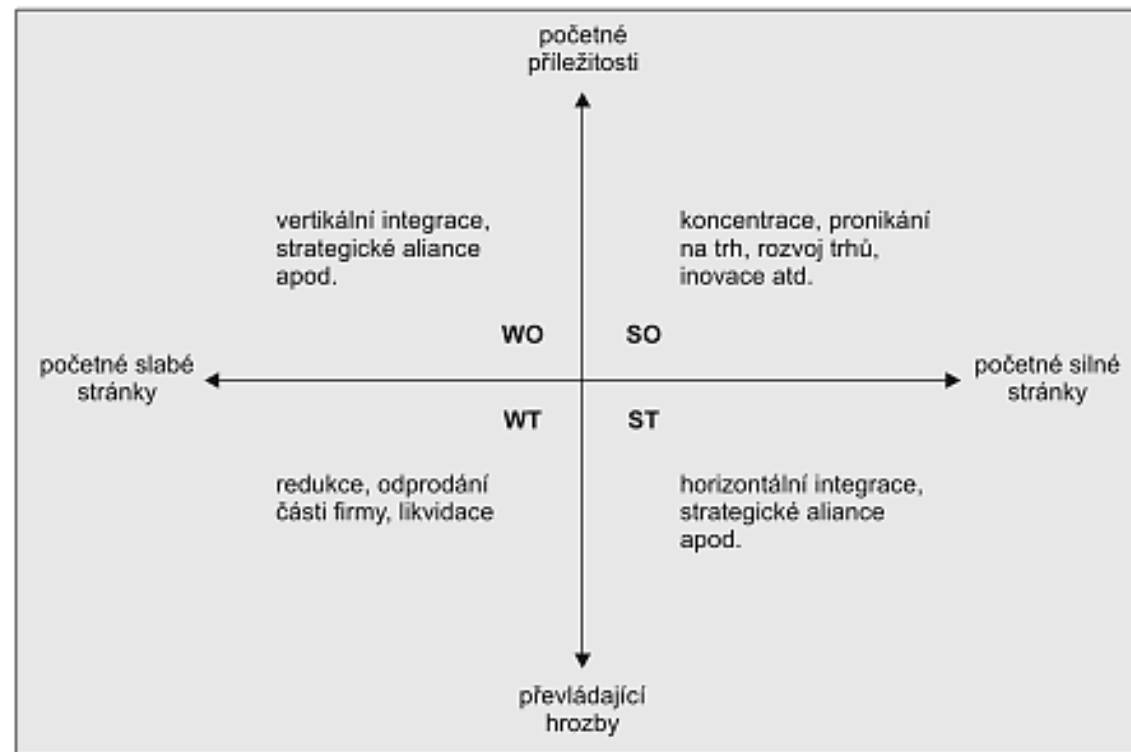 početné
příležitosti
vertikální integrace,
strategické aliance
apod.
koncentrace, pronikání
na trh, rozvoj trhů,
inovace atd.
WO
SO
početné slabé
stránky
početné silné
stránky
WT
ST
redukce, odprodání
části firmy, likvidace
horizontální integrace,
strategické aliance
apod.
převládající
hrozby